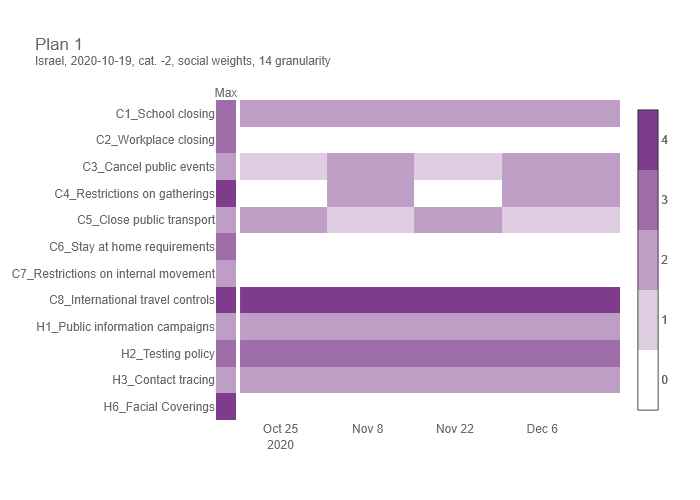 Plan 1
Israel, 2020-10-19, cat. -2, social weights, 14 granularity
Max
C1_School closing
C2_Workplace closing
C3_Cancel public events
C4_Restrictions on gatherings
C5_Close public transport
C6_Stay at home requirements
C7_Restrictions on internal movement
C8_International travel controls
H1_Public information campaigns
H2_Testing policy
H3_Contact tracing
H6_Facial Coverings
Oct 25 Nov 8 Nov 22 Dec 6
2020
4
3
2
1
0